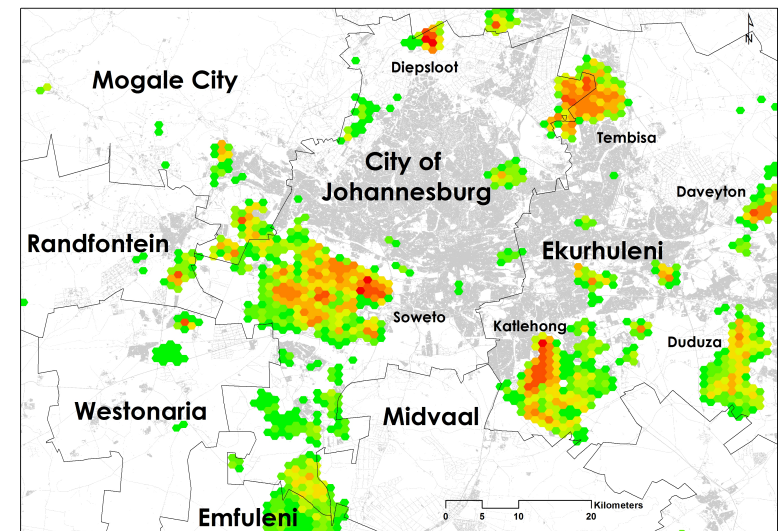 N
Diepsloot
Mogale City
Tembisa
City of
Johannesburg
Daveyton
Randfontein
Ekurhuleni
Soweto
Katlehong
Duduza
Westonaria
Midvaal
Kilometers
0 5 10 20
Emfuleni